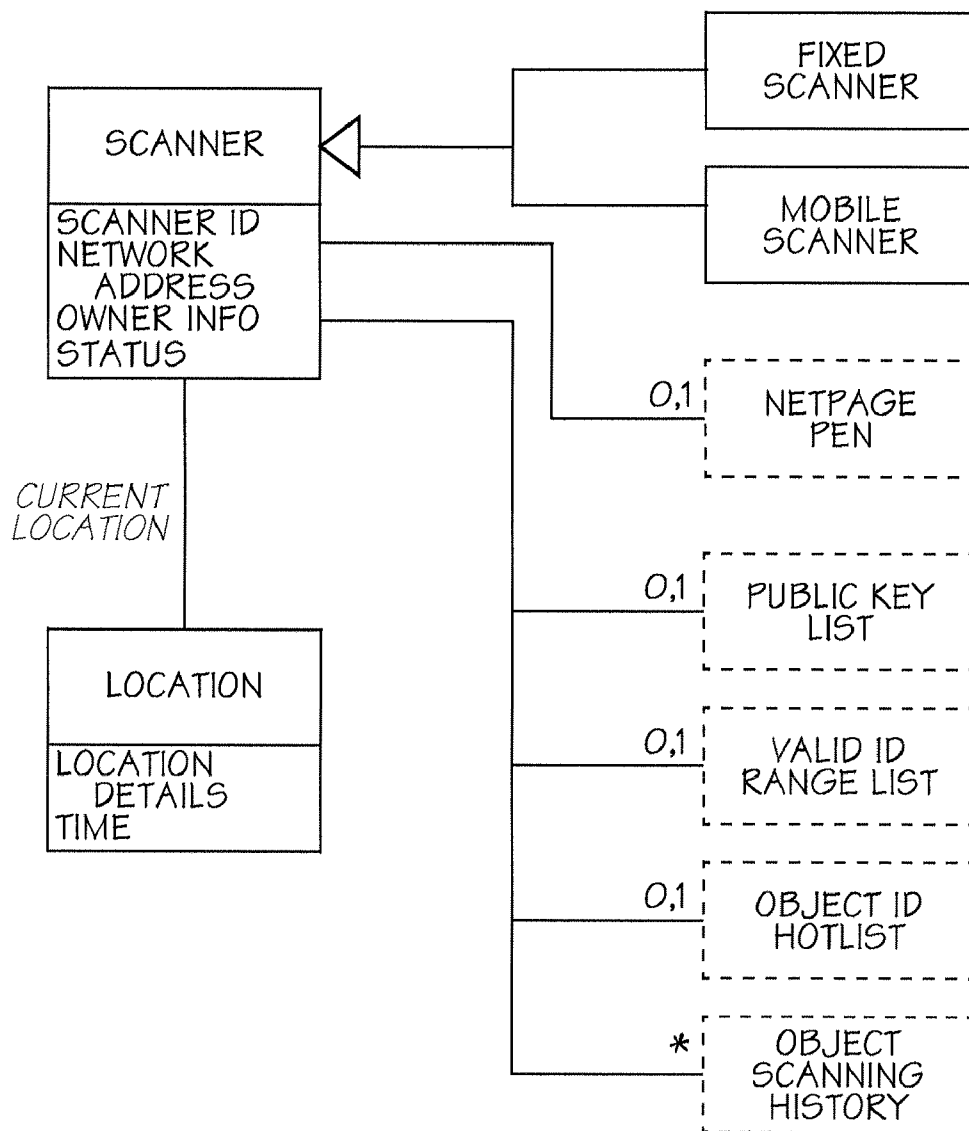 FIXED
SCANNER
SCANNER
MOBILE
SCANNER
SCANNER ID
NETWORK
ADDRESS
OWNER INFO
STATUS
0,1
NETPAGE
PEN
CURRENT
LOCATION
0,1
PUBLIC KEY
LIST
LOCATION
LOCATION
DETAILS
TIME
0,1
VALID ID
RANGE LIST
0,1
OBJECT ID
HOTLIST
*
OBJECT
SCANNING
HISTORY